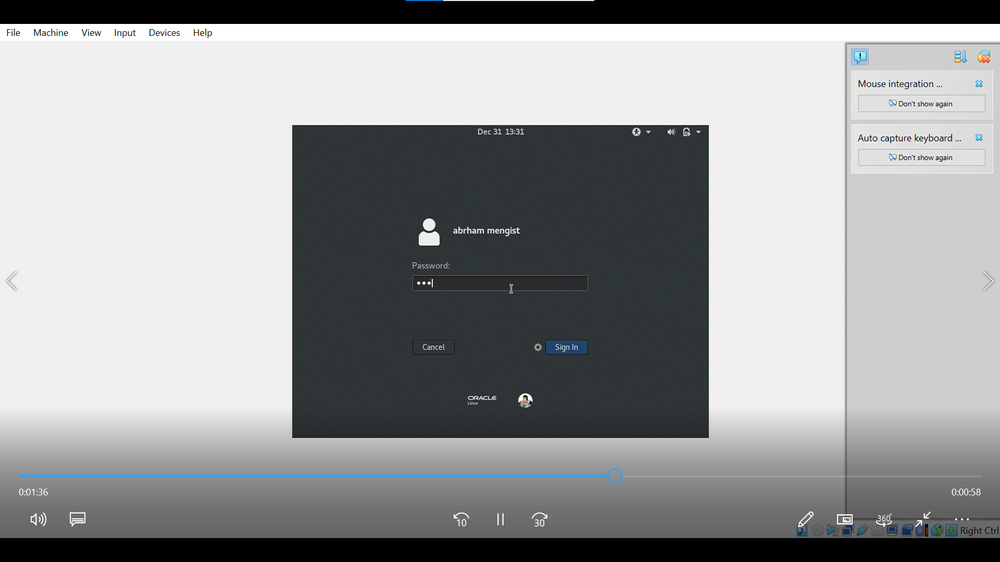 File Machine View Input Devices Help
Mouse integration ...
Don't show again
Auto capture keyboard ...
Don't show again
Dec 31 13:31
abrham mengist
Password:
Cancel
Sign In
ORACLE
Linux
0:01:36
0:00:58
10
30
360°
Right Ctrl